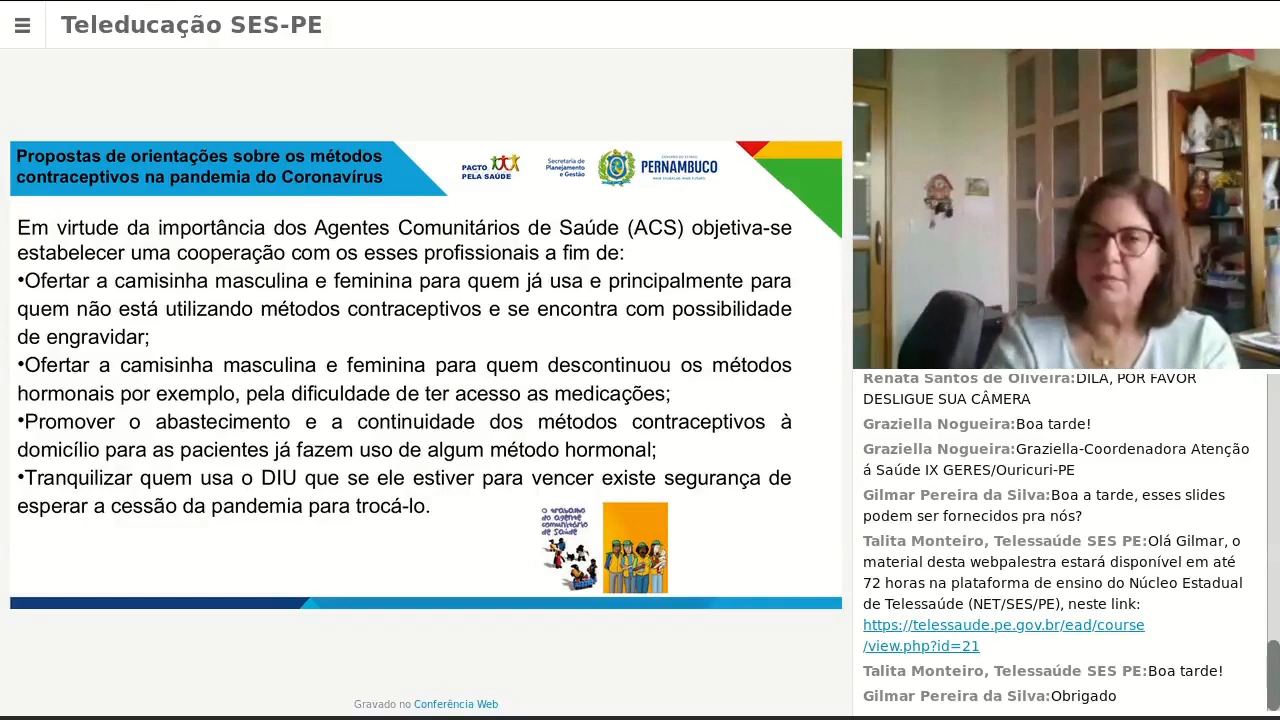 Teleducação SES-PE
Propostas de orientações sobre os métodos
contraceptivos na pandemia do Coronavírus
PACTO
PELA SAÚDE
Secretaria de
Planejamento
e Gestão
PERNAMBUCO
Em virtude da importância dos Agentes Comunitários de Saúde (ACS) objetiva-se
estabelecer uma cooperação com os esses profissionais a fim de:
•Ofertar a camisinha masculina e feminina para quem já usa e principalmente para
quem não está utilizando métodos contraceptivos e se encontra com possibilidade
de engravidar;
•Ofertar a camisinha masculina e feminina para quem descontinuou os métodos
hormonais por exemplo, pela dificuldade de ter acesso as medicações;
•Promover o abastecimento e a continuidade dos métodos contraceptivos à
domicílio para as pacientes já fazem uso de algum método hormonal;
•Tranquilizar quem usa o DIU que se ele estiver para vencer existe segurança de
esperar a cessão da pandemia para trocá-lo.
o trabalho
do agente
comunitário
de saúde
Gravado no Conferência Web
Renata Santos de Oliveira:DILA, POR FAVOR
DESLIGUE SUA CÂMERA
Graziella Nogueira:Boa tarde!
Graziella Nogueira:Graziella-Coordenadora Atenção
á Saúde IX GERES/Ouricuri-PE
Gilmar Pereira da Silva:Boa a tarde, esses slides
podem ser fornecidos pra nós?
Talita Monteiro, Telessaúde SES PE:Olá Gilmar, o
material desta webpalestra estará disponível em até
72 horas na plataforma de ensino do Núcleo Estadual
de Telessaúde (NET/SES/PE), neste link:
https://telessaude.pe.gov.br/ead/course
/view.php?id=21
Talita Monteiro, Telessaúde SES PE:Boa tarde!
Gilmar Pereira da Silva:Obrigado